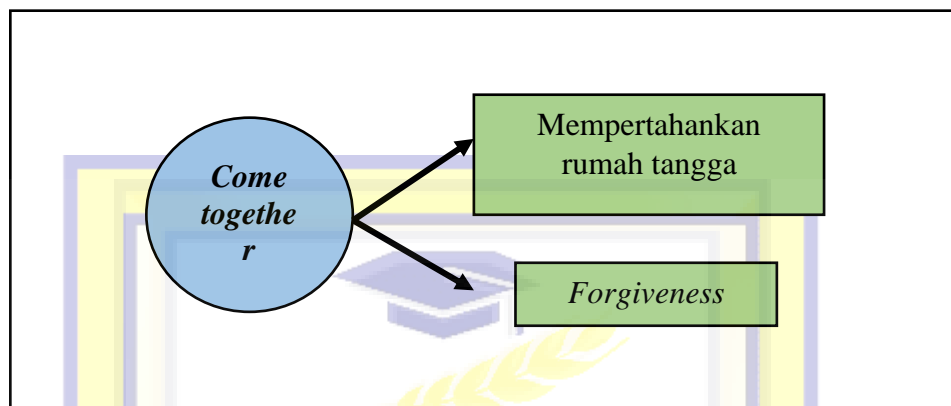 Come
togethe
r
Mempertahankan
rumah tangga
Forgiveness